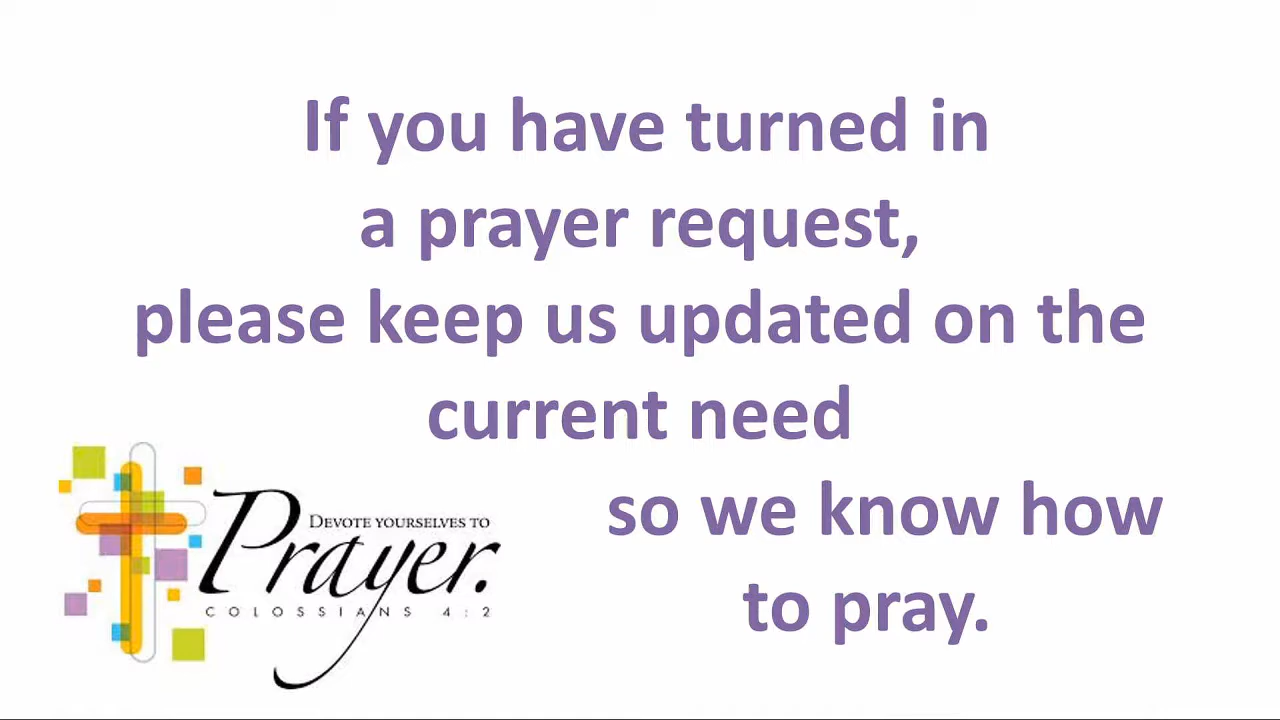 If you have turned in
a prayer request,
please keep us updated on the
current need
so we know how
to pray.
DEVOTE YOURSELVES TO
Prayer.
COLOSSIANS 4:2